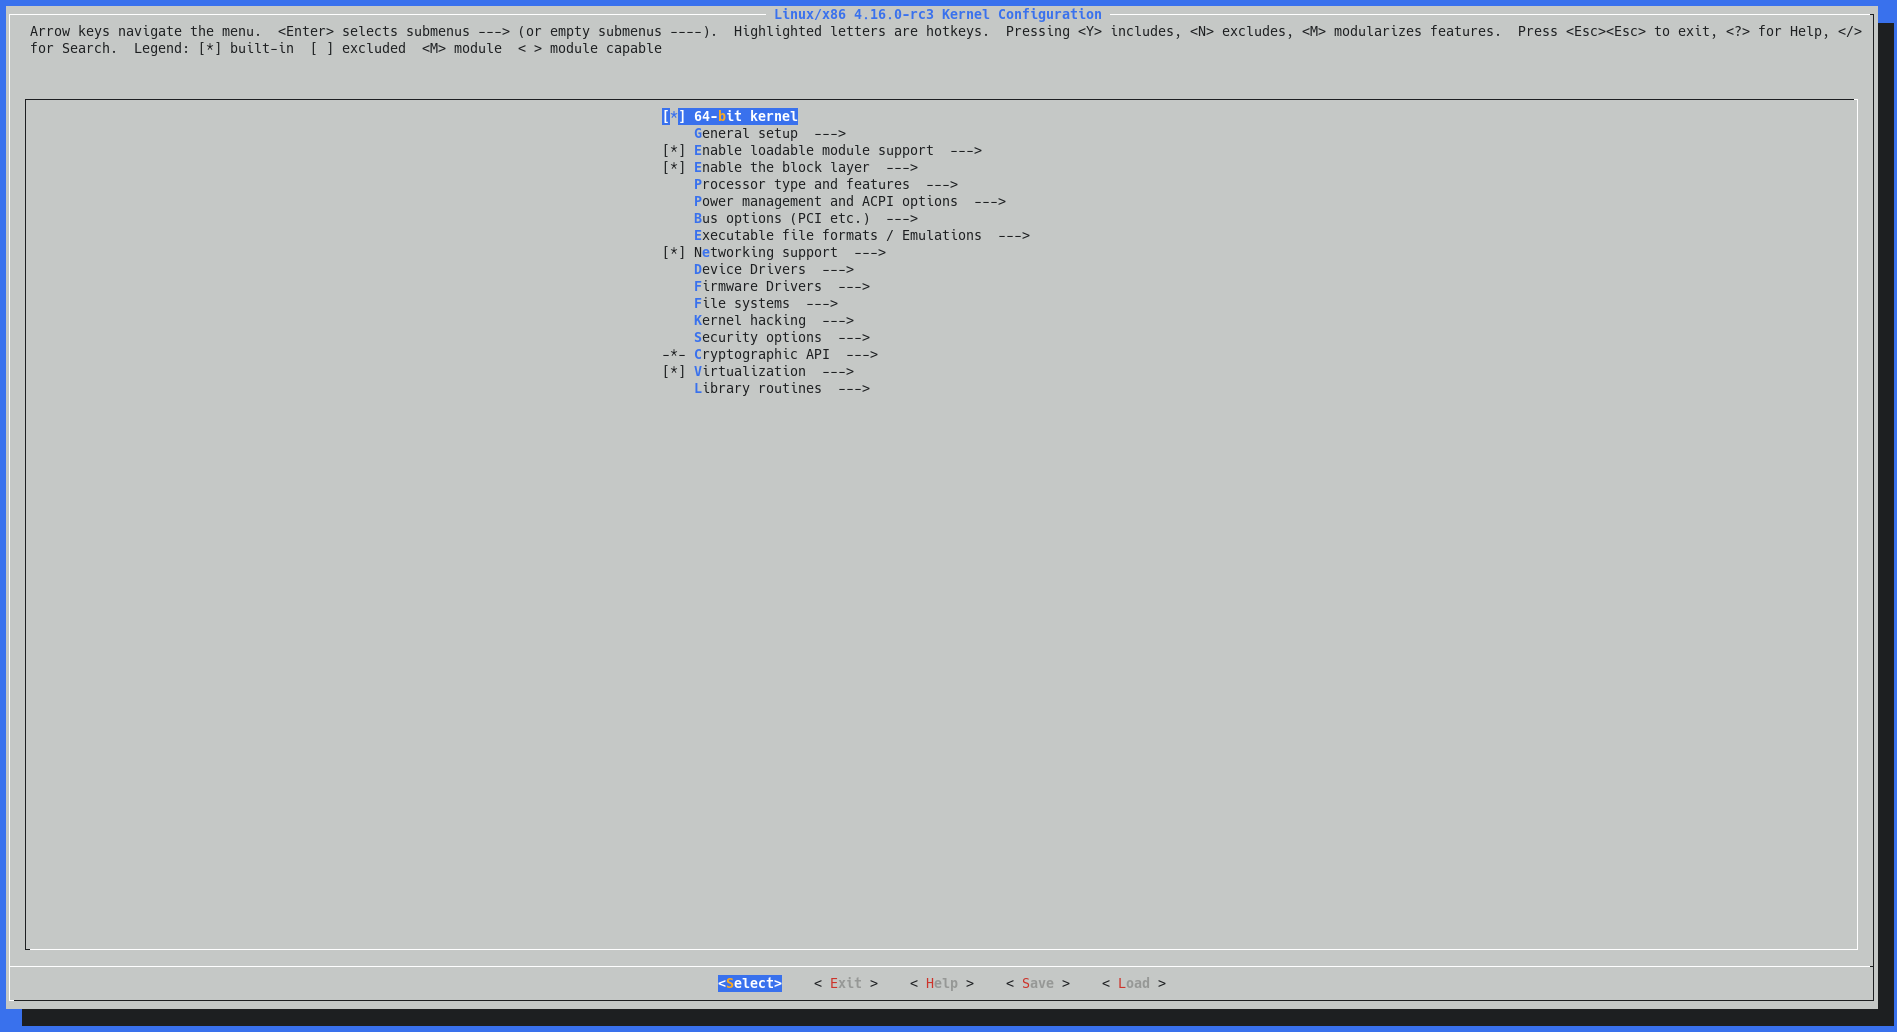 Linux/x86 4.16.0-rc3 Kernel Configuration
Arrow keys navigate the menu.  <Enter> selects submenus ---> (or empty submenus ----).  Highlighted letters are hotkeys.  Pressing <Y> includes, <N> excludes, <M> modularizes features.  Press <Esc><Esc> to exit, <?> for Help, </>
for Search.  Legend: [*] built-in  [ ] excluded  <M> module  < > module capable
[*] 64-bit kernel
General setup  --->
[*] Enable loadable module support  --->
[*] Enable the block layer  --->
Processor type and features  --->
Power management and ACPI options  --->
Bus options (PCI etc.)  --->
Executable file formats / Emulations  --->
[*] Networking support  --->
Device Drivers  --->
Firmware Drivers  --->
File systems  --->
Kernel hacking  --->
Security options  --->
-*- Cryptographic API  --->
[*] Virtualization  --->
Library routines  --->
<Select>    < Exit >    < Help >    < Save >    < Load >